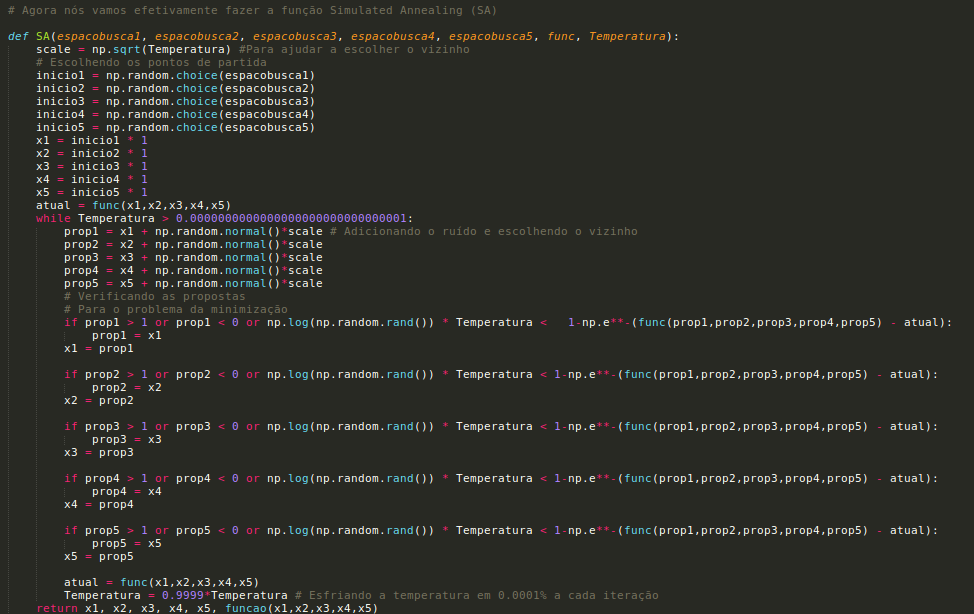 # Agora nós vamos efetivamente fazer a função Simulated Annealing (SA)
def SA(espacobusca1, espacobusca2, espacobusca3, espacobusca4, espacobusca5, func, Temperatura):
scale = np.sqrt(Temperatura) #Para ajudar a escolher o vizinho
# Escolhendo os pontos de partida
inicio1 = np.random.choice(espacobusca1)
inicio2 = np.random.choice(espacobusca2)
inicio3 = np.random.choice(espacobusca3)
inicio4 = np.random.choice(espacobusca4)
inicio5 = np.random.choice(espacobusca5)
x1 = inicio1 * 1
x2 = inicio2 * 1
x3 = inicio3 * 1
x4 = inicio4 * 1
x5 = inicio5 * 1
atual = func(x1,x2,x3,x4,x5)
while Temperatura > 0.0000000000000000000000000000001:
prop1 = x1 + np.random.normal()*scale # Adicionando o ruído e escolhendo o vizinho
prop2 = x2 + np.random.normal()*scale
prop3 = x3 + np.random.normal()*scale
prop4 = x4 + np.random.normal()*scale
prop5 = x5 + np.random.normal()*scale
# Verificando as propostas
# Para o problema da minimização
if prop1 > 1 or prop1 < 0 or np.log(np.random.rand()) * Temperatura <   1-np.e**-(func(prop1,prop2,prop3,prop4,prop5) - atual):
prop1 = x1
x1 = prop1
if prop2 > 1 or prop2 < 0 or np.log(np.random.rand()) * Temperatura < 1-np.e**-(func(prop1,prop2,prop3,prop4,prop5) - atual):
prop2 = x2
x2 = prop2
if prop3 > 1 or prop3 < 0 or np.log(np.random.rand()) * Temperatura < 1-np.e**-(func(prop1,prop2,prop3,prop4,prop5) - atual):
prop3 = x3
x3 = prop3
if prop4 > 1 or prop4 < 0 or np.log(np.random.rand()) * Temperatura < 1-np.e**-(func(prop1,prop2,prop3,prop4,prop5) - atual):
prop4 = x4
x4 = prop4
if prop5 > 1 or prop5 < 0 or np.log(np.random.rand()) * Temperatura < 1-np.e**-(func(prop1,prop2,prop3,prop4,prop5) - atual):
prop5 = x5
x5 = prop5
atual = func(x1,x2,x3,x4,x5)
Temperatura = 0.9999*Temperatura # Esfriando a temperatura em 0.0001% a cada iteração
return x1, x2, x3, x4, x5, funcao(x1,x2,x3,x4,x5)